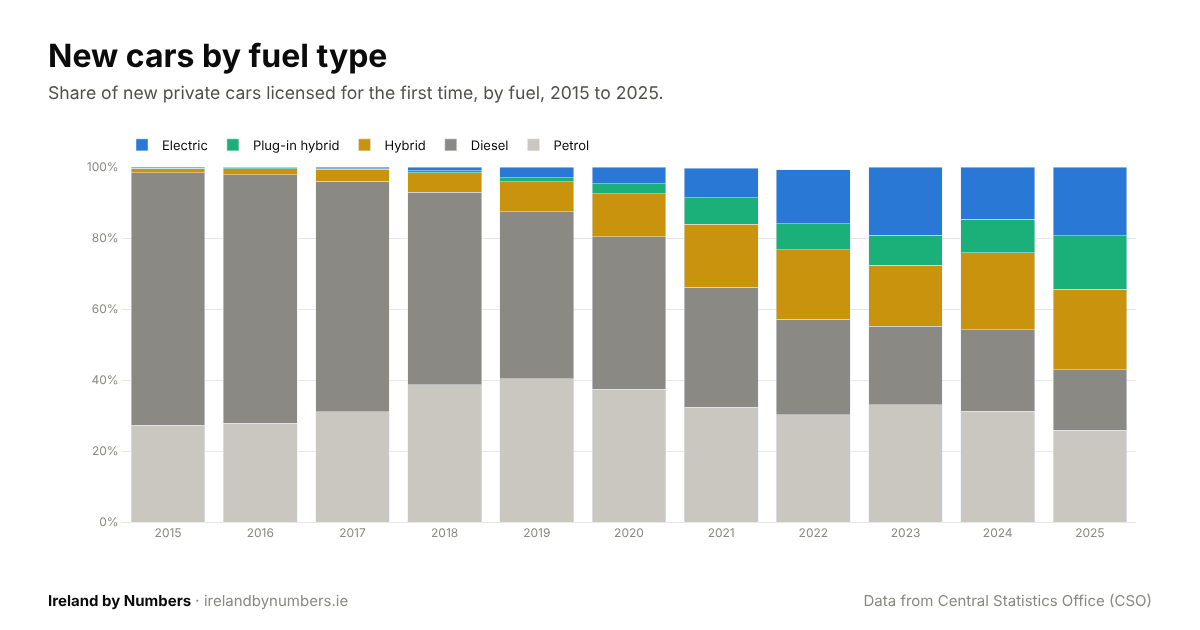 New cars by fuel type
Share of new private cars licensed for the first time, by fuel, 2015 to 2025.
Electric Plug-in hybrid Hybrid Diesel Petrol
100%
80%
60%
40%
20%
0%
2015 2016 2017 2018 2019 2020 2021 2022 2023 2024 2025
Ireland by Numbers · irelandbynumbers.ie Data from Central Statistics Office (CSO)